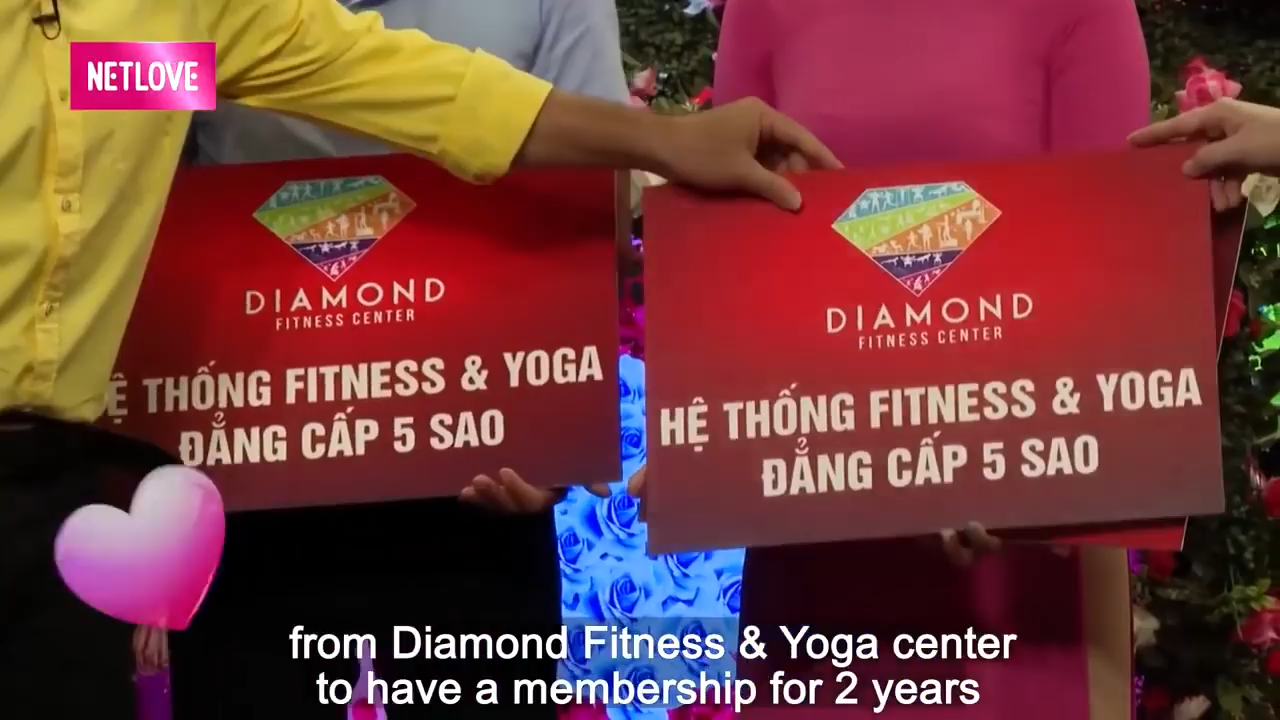 NETLOVE
DIAMOND
FITNESS CENTER
THỐNG FITNESS & YOGA
ĐẲNG CẤP 5 SAO
DIAMOND
FITNESS CENTER
HỆ THỐNG FITNESS & YOGA
ĐẲNG CẤP 5 SAO
from Diamond Fitness & Yoga center
to have a membership for 2 years